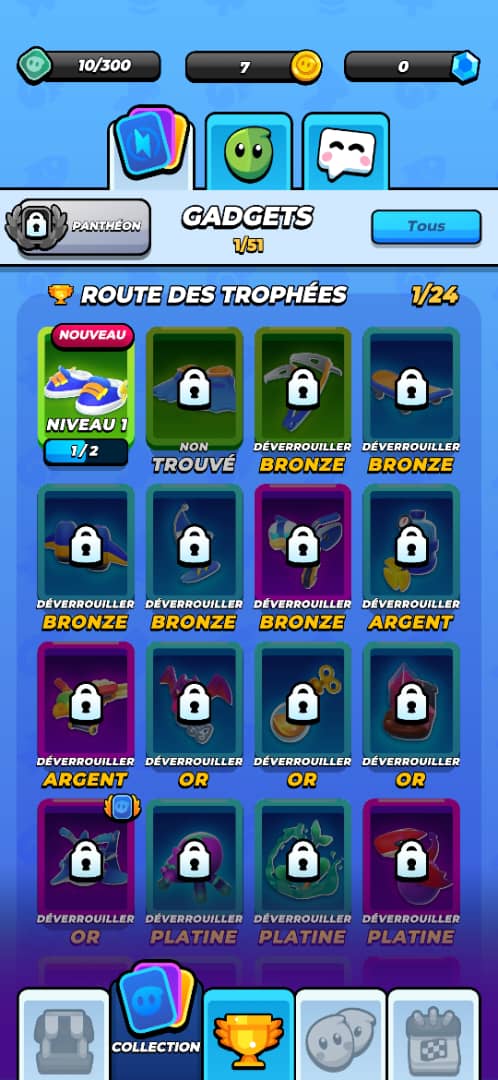 10/300
7
0
PANTHÉON
GADGETS
1/51
Tous
ROUTE DES TROPHÉES
1/24
NOUVEAU
NIVEAU 1
1/2
NON
TROUVÉ
DÉVERROUILLER
BRONZE
DÉVERROUILLER
BRONZE
DÉVERROUILLER
BRONZE
DÉVERROUILLER
BRONZE
DÉVERROUILLER
BRONZE
DÉVERROUILLER
ARGENT
DÉVERROUILLER
ARGENT
DÉVERROUILLER
OR
DÉVERROUILLER
OR
DÉVERROUILLER
OR
DÉVERROUILLER
OR
DÉVERROUILLER
PLATINE
DÉVERROUILLER
PLATINE
DÉVERROUILLER
PLATINE
COLLECTION